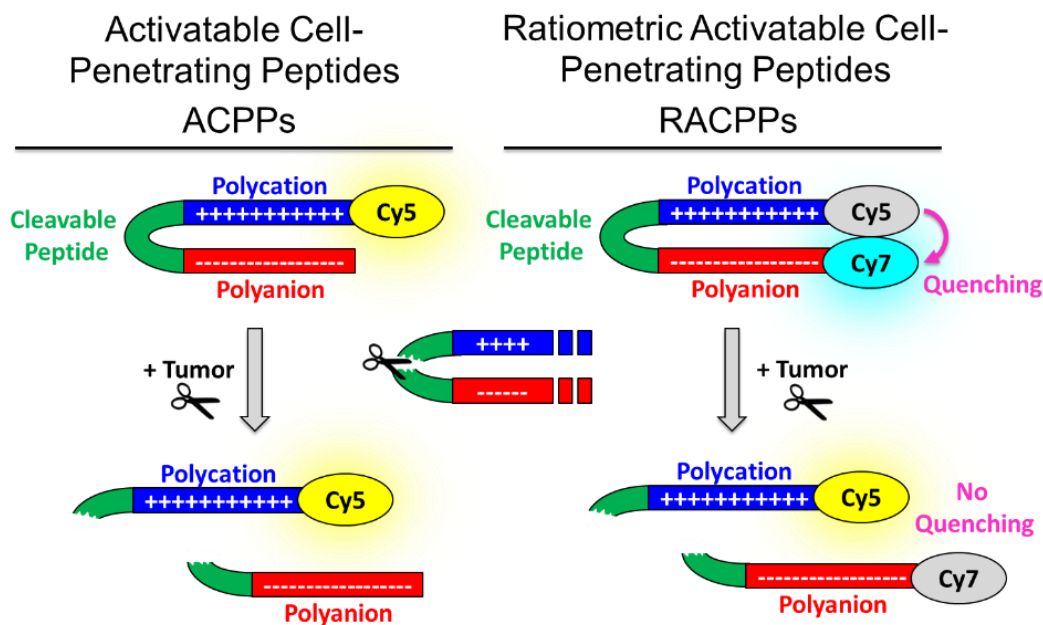 Activatable Cell-
Penetrating Peptides
ACPPs
Polycation
+++++++++++
Cy5
Cleavable
Peptide
-----------------
Polyanion
+ Tumor
Polycation
+++++++++++
Cy5
-----------------
Polyanion
++++
------
Ratiometric Activatable Cell-
Penetrating Peptides
RACPPs
Polycation
+++++++++++
Cy5
Cleavable
Peptide
-----------------
Cy7
Polyanion
Quenching
+ Tumor
Polycation
+++++++++++
Cy5
No
Quenching
-----------------
Cy7
Polyanion